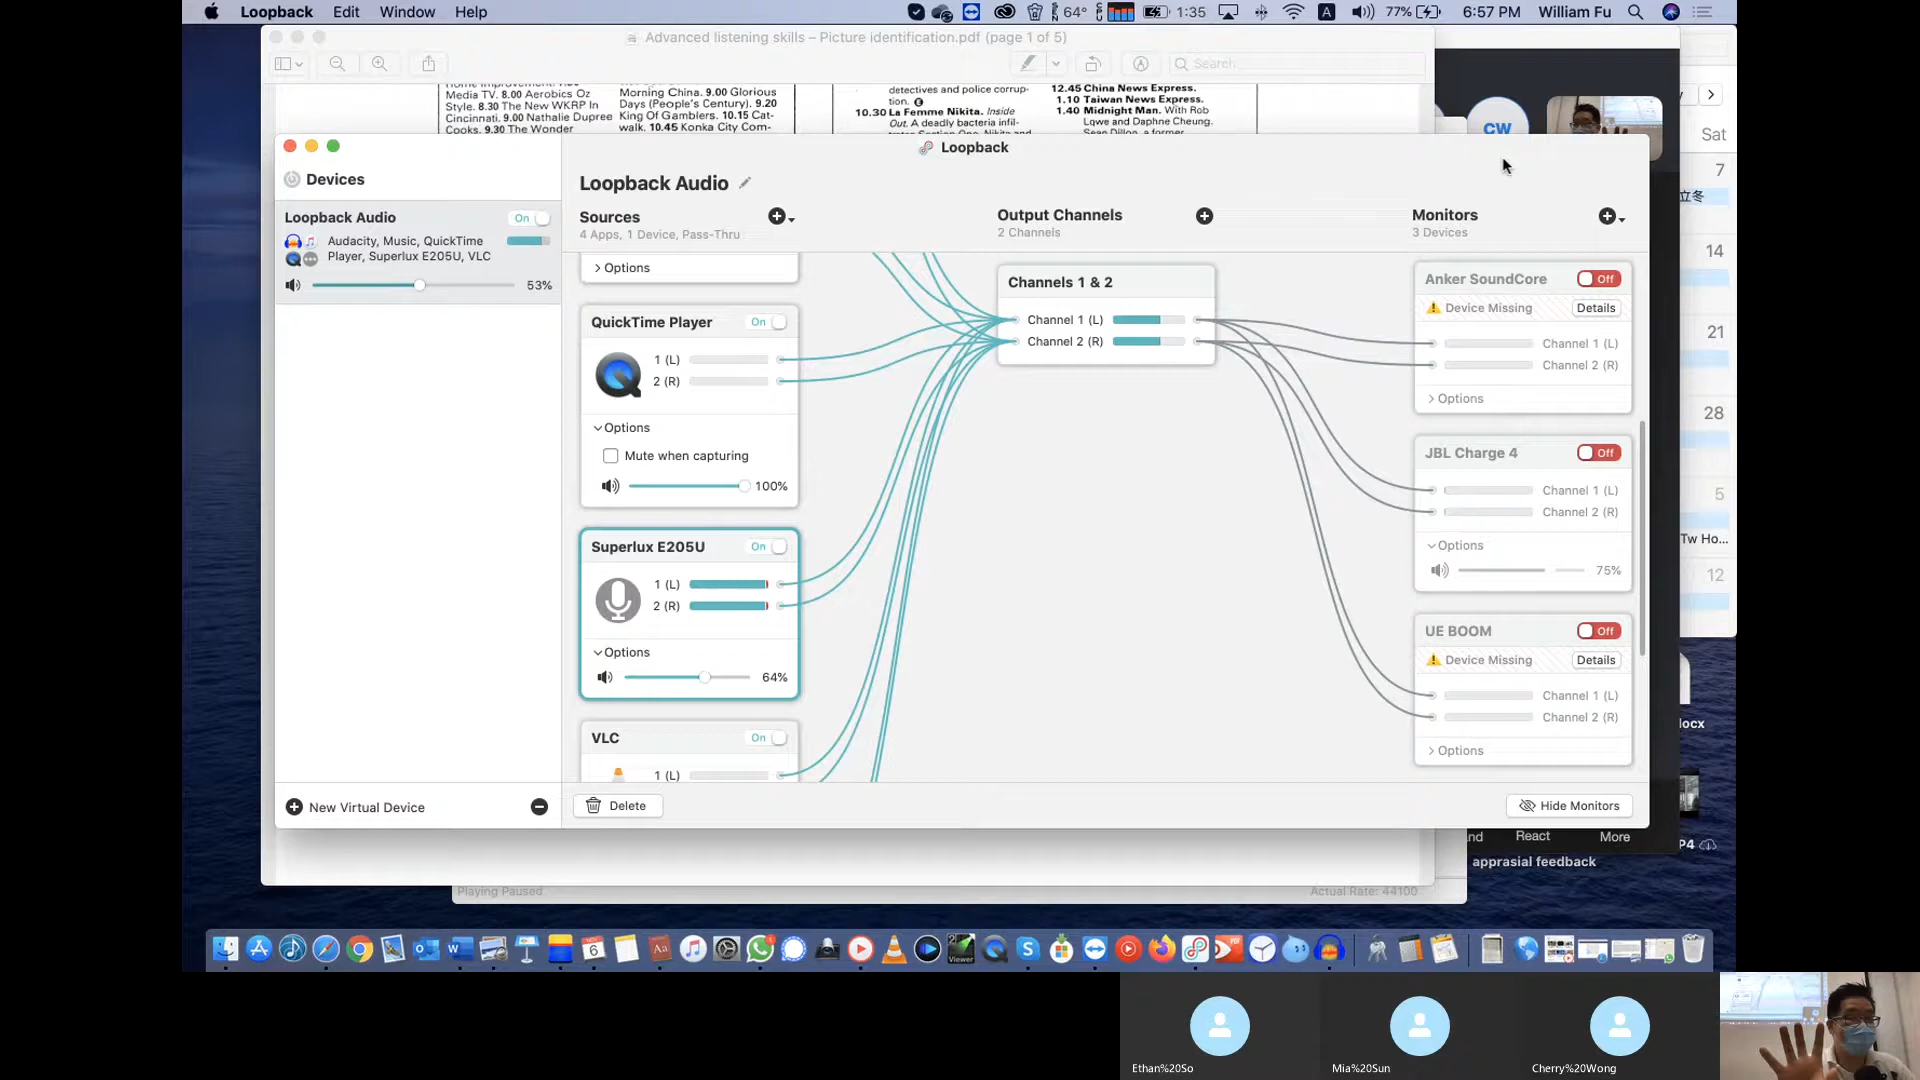 Loopback Edit Window Help
64° 1:35 A 77% 6:57 PM William Fu
Advanced listening skills – Picture identification.pdf (page 1 of 5)
Search
Media TV. 8.00 Aerobics Oz
Style. 8.30 The New WKRP In
Cincinnati. 9.00 Nathalie Dupree
Cooks. 9.30 The Wonder
Morning China. 9.00 Glorious
Days (People's Century). 9.20
King Of Gamblers. 10.15 Cat-
walk. 10.45 Konka City Com-
detectives and police corrup-
tion.
10.30 La Femme Nikita. Inside
Out. A deadly bacteria infil-
12.45 China News Express.
1.10 Taiwan News Express.
1.40 Midnight Man. With Rob
Lowe and Daphne Cheung.
CW
Sat
7
立冬
14
21
28
5
Tw Ho...
12
Loopback
Devices
Loopback Audio
On
Audacity, Music, QuickTime
Player, Superlux E205U, VLC
53%
New Virtual Device
Loopback Audio
Sources
4 Apps, 1 Device, Pass-Thru
Output Channels
2 Channels
Monitors
3 Devices
Options
QuickTime Player On
1 (L)
2 (R)
Options
Mute when capturing
100%
Superlux E205U On
1 (L)
2 (R)
Options
64%
VLC On
1 (L)
Channels 1 & 2
Channel 1 (L)
Channel 2 (R)
Anker SoundCore Off
Device Missing Details
Channel 1 (L)
Channel 2 (R)
Options
JBL Charge 4 Off
Channel 1 (L)
Channel 2 (R)
Options
75%
UE BOOM Off
Device Missing Details
Channel 1 (L)
Channel 2 (R)
Options
Delete
Hide Monitors
ocx
React More
P4
apprasial feedback
Playing Paused
Actual Rate: 44100
6
Aa
Viewer
Ethan%20So
Mia%20Sun
Cherry%20Wong